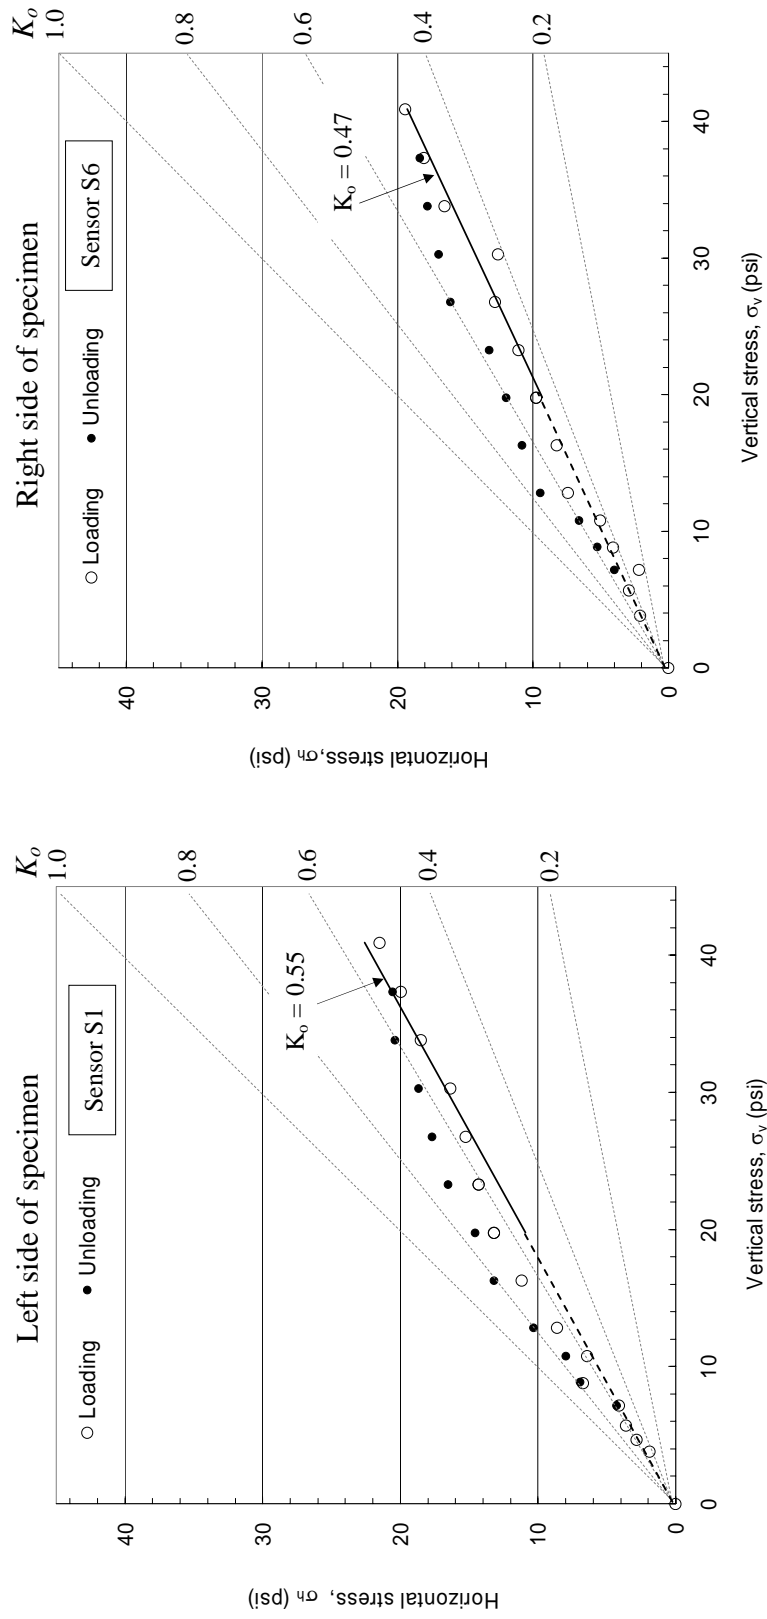 Left side of specimen
Loading
Unloading
Sensor S1
K_o
1.0
0.8
0.6
0.4
0.2
K_o = 0.55
40
30
20
10
0
Horizontal stress, σ_h (psi)
0
10
20
30
40
Vertical stress, σ_v (psi)
Right side of specimen
Loading
Unloading
Sensor S6
K_o
1.0
0.8
0.6
0.4
0.2
K_o = 0.47
40
30
20
10
0
Horizontal stress, σ_h (psi)
0
10
20
30
40
Vertical stress, σ_v (psi)